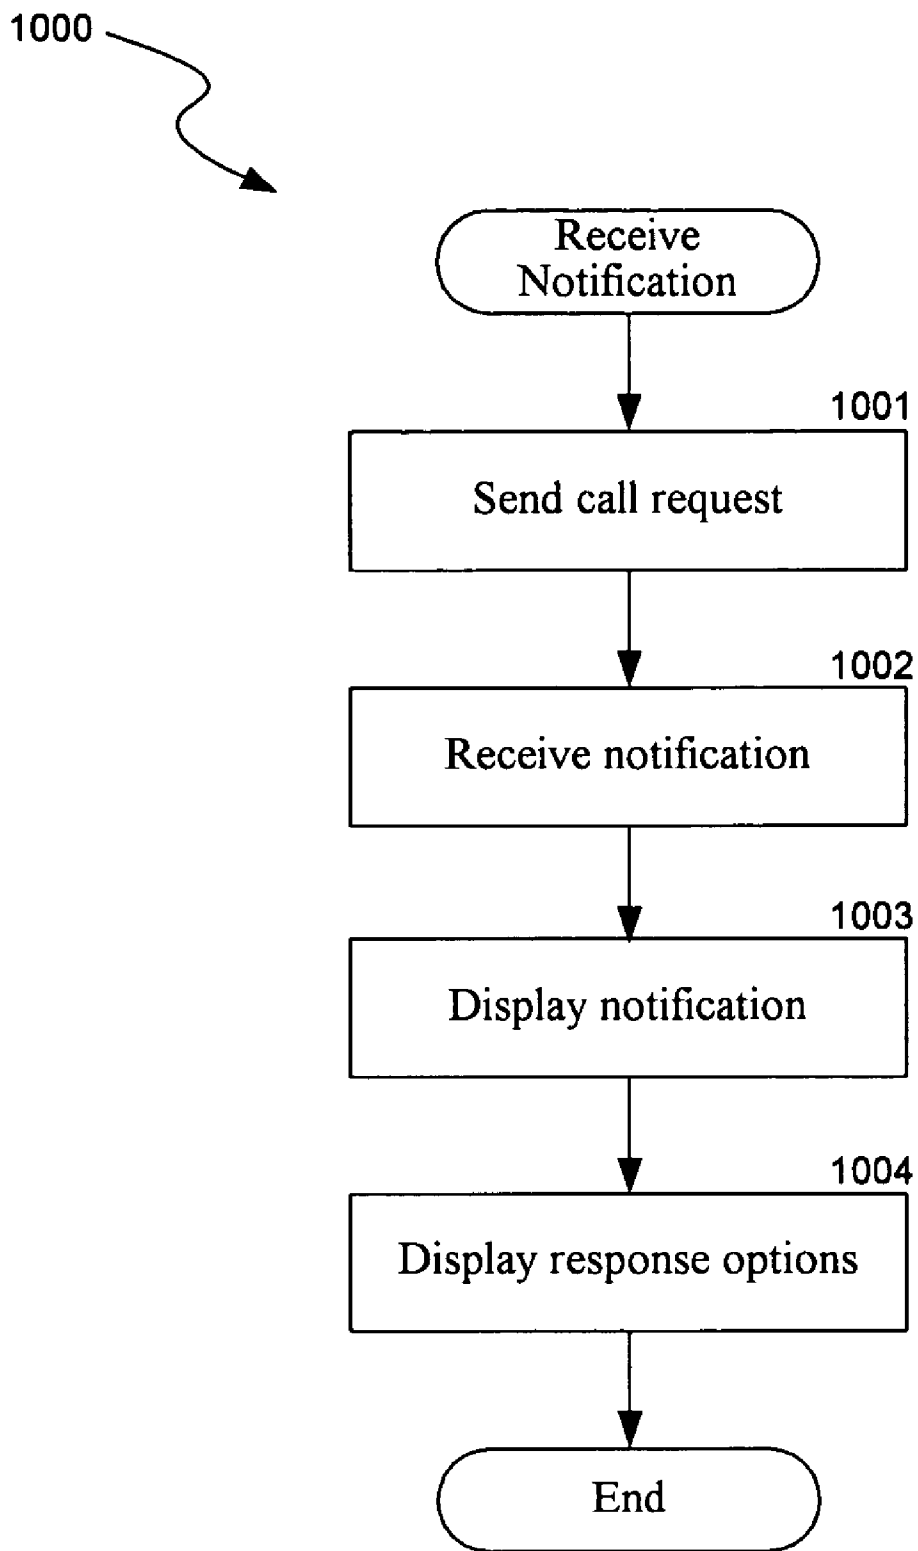 1000
Receive
Notification
1001
Send call request
1002
Receive notification
1003
Display notification
1004
Display response options
End